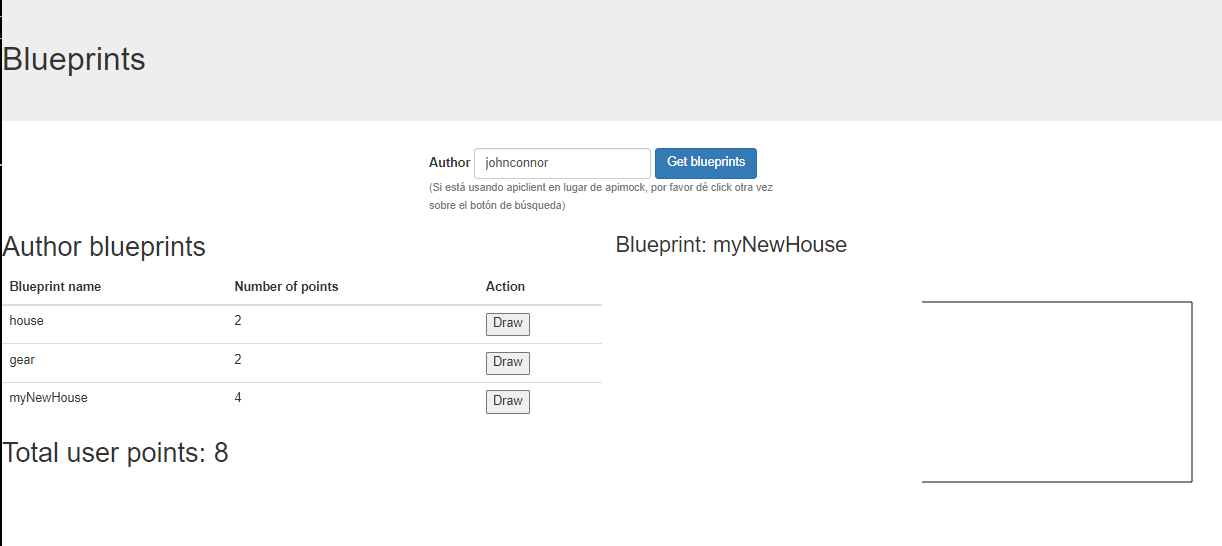 Blueprints
Author johnconnor Get blueprints
(Si está usando apiclient en lugar de apimock, por favor dé click otra vez
sobre el botón de búsqueda)
Author blueprints
Blueprint name Number of points Action
house 2 Draw
gear 2 Draw
myNewHouse 4 Draw
Total user points: 8
Blueprint: myNewHouse